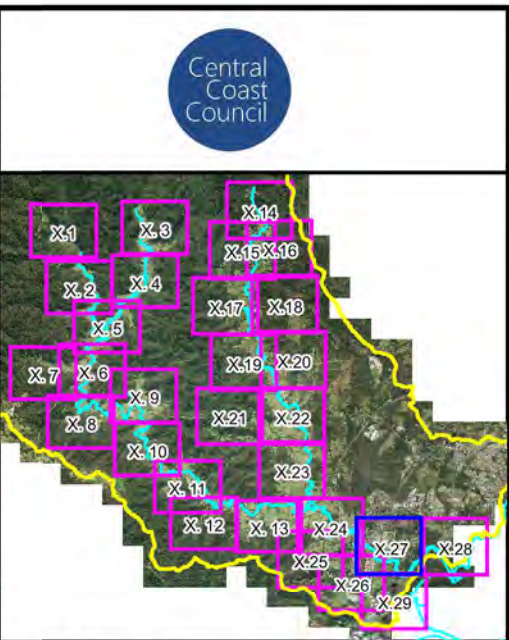 Central
Coast
Council
X.1
X. 3
X.14
X.15
X.16
X. 2
X. 4
X.17
X.18
X. 5
X. 7
X. 6
X.19
X.20
X. 9
X. 8
X.21
X.22
X. 10
X. 11
X.23
X. 12
X. 13
X.24
X.27
X.28
X.25
X.26
X.29